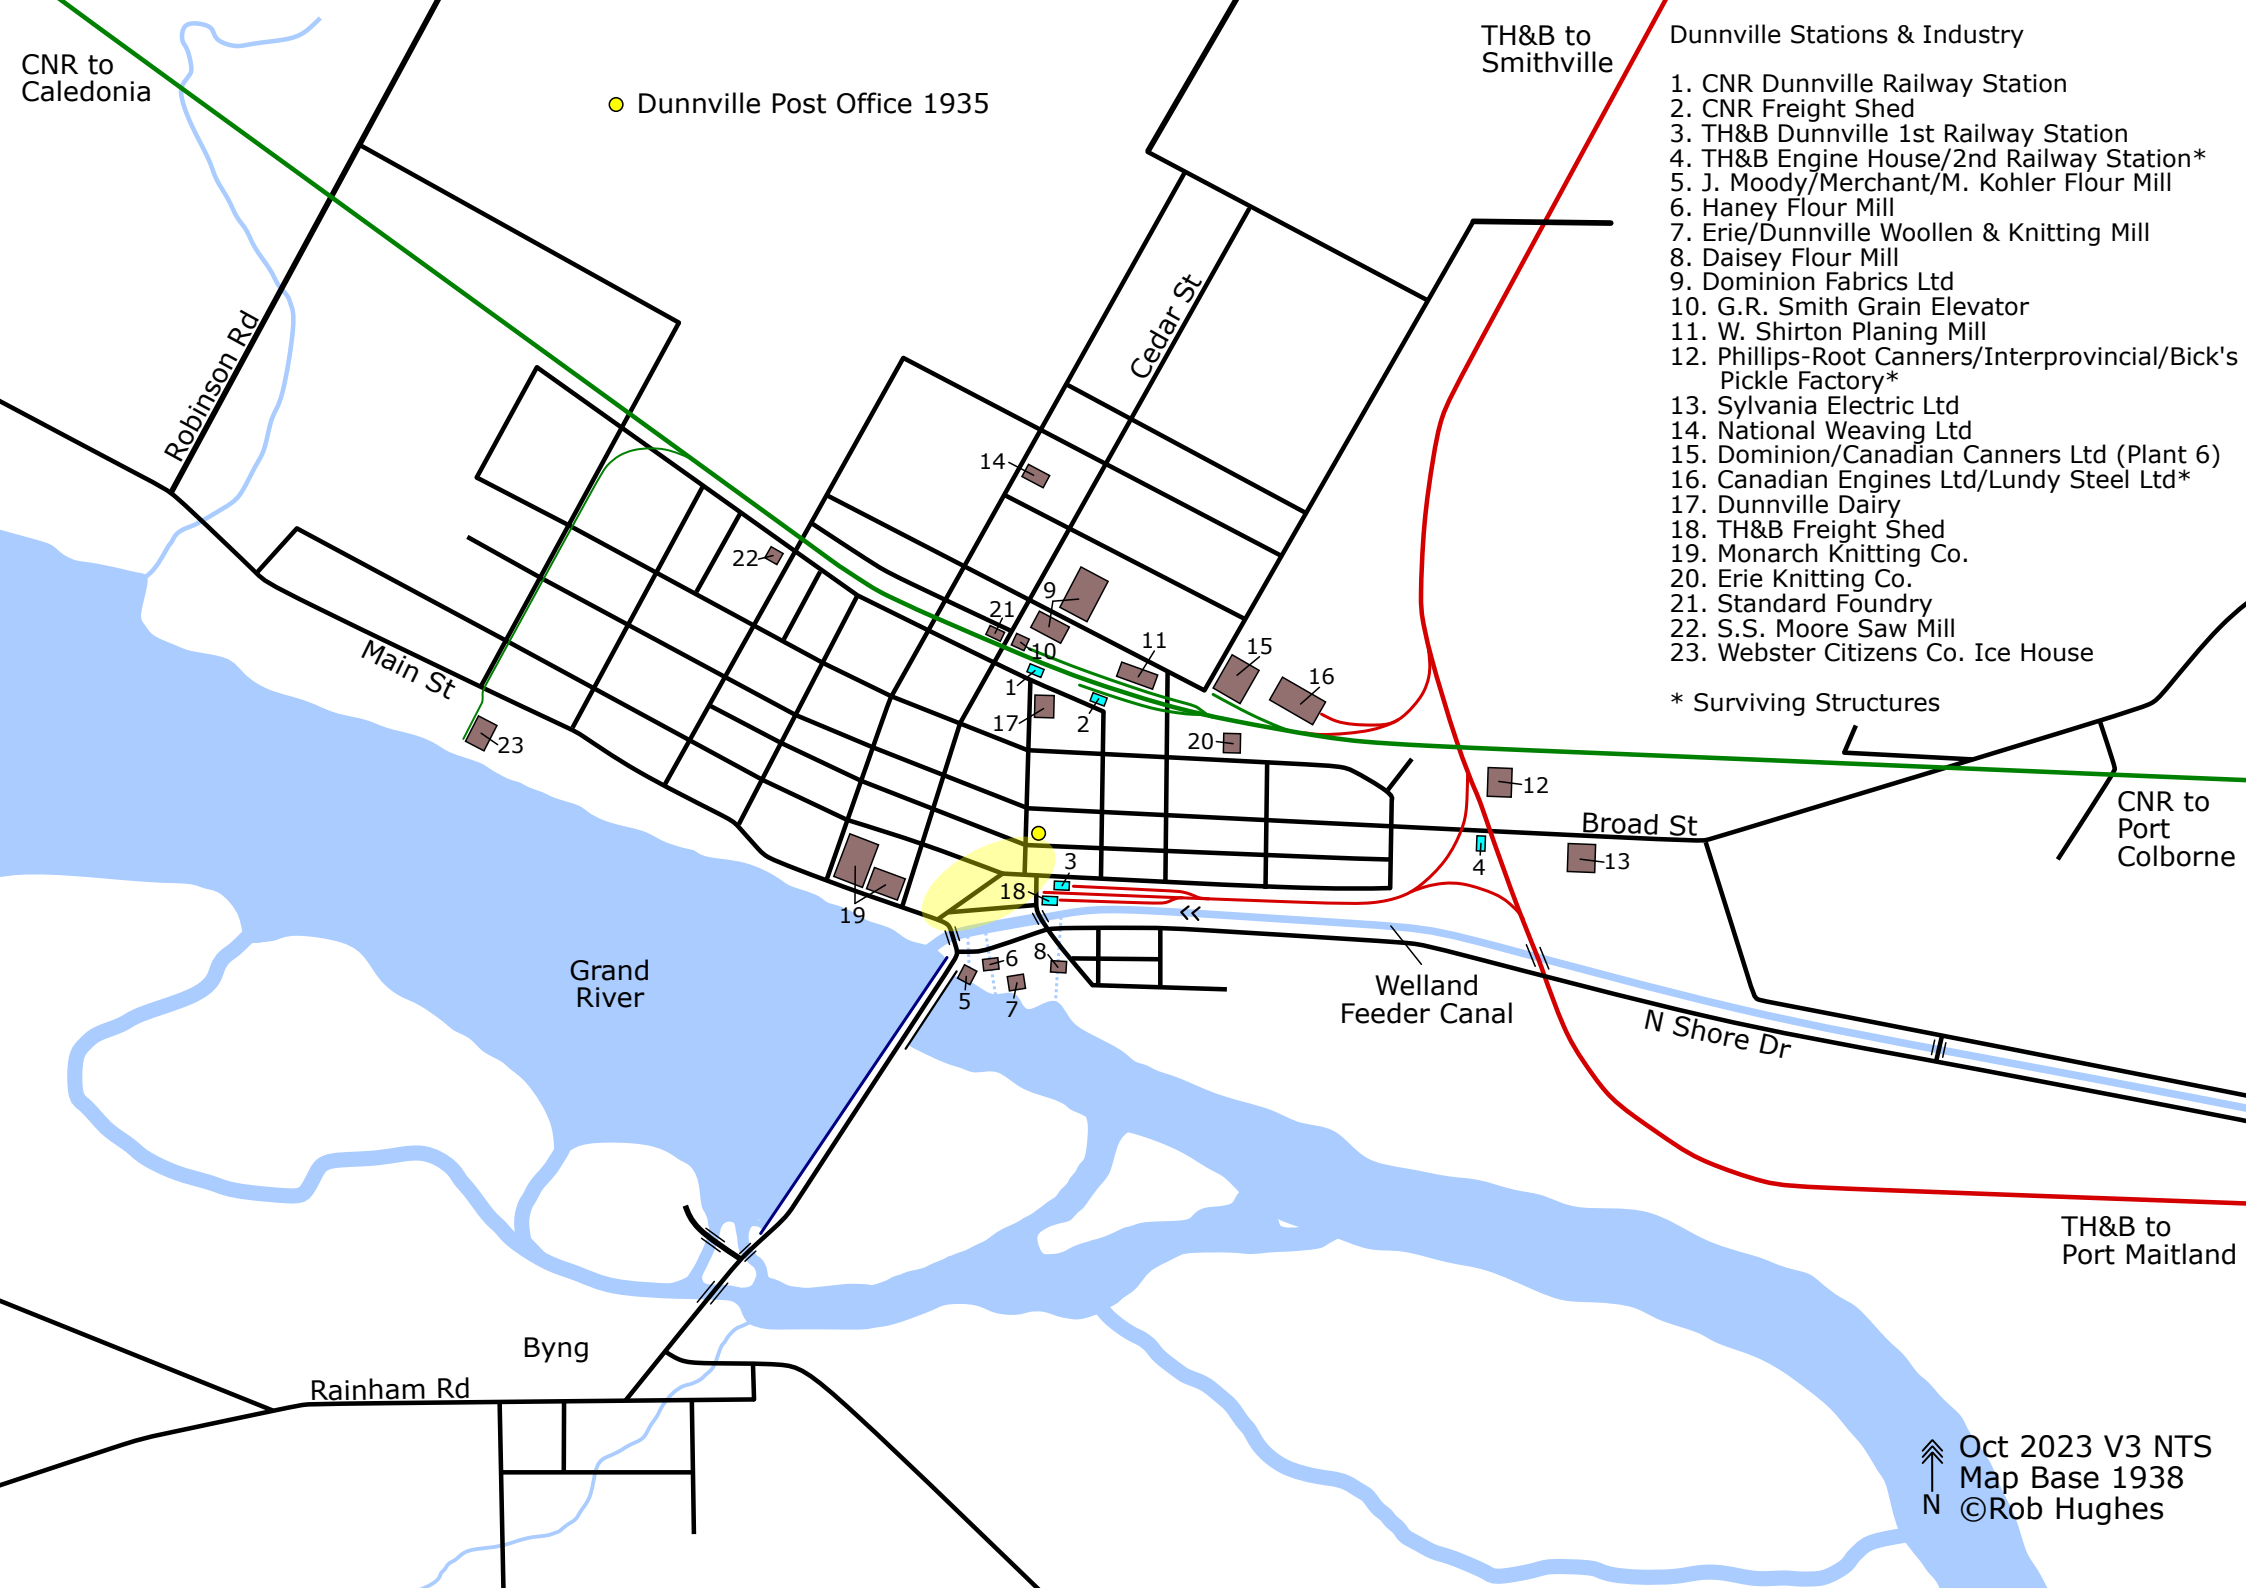 CNR to
Caledonia
Dunnville Post Office 1935
TH&B to
Smithville
Dunnville Stations & Industry
1. CNR Dunnville Railway Station
2. CNR Freight Shed
3. TH&B Dunnville 1st Railway Station
4. TH&B Engine House/2nd Railway Station*
5. J. Moody/Merchant/M. Kohler Flour Mill
6. Haney Flour Mill
7. Erie/Dunnville Woollen & Knitting Mill
8. Daisey Flour Mill
9. Dominion Fabrics Ltd
10. G.R. Smith Grain Elevator
11. W. Shirton Planing Mill
12. Phillips-Root Canners/Interprovincial/Bick's
Pickle Factory*
13. Sylvania Electric Ltd
14. National Weaving Ltd
15. Dominion/Canadian Canners Ltd (Plant 6)
16. Canadian Engines Ltd/Lundy Steel Ltd*
17. Dunnville Dairy
18. TH&B Freight Shed
19. Monarch Knitting Co.
20. Erie Knitting Co.
21. Standard Foundry
22. S.S. Moore Saw Mill
23. Webster Citizens Co. Ice House
* Surviving Structures
Robinson Rd
Cedar St
14
22
9
21
10
11
15
16
1
2
17
20
Main St
23
12
CNR to
Port
Colborne
Broad St
3
4
13
18
19
Grand
River
5
6
7
8
Welland
Feeder Canal
N Shore Dr
TH&B to
Port Maitland
Byng
Rainham Rd
N
Oct 2023 V3 NTS
Map Base 1938
©Rob Hughes